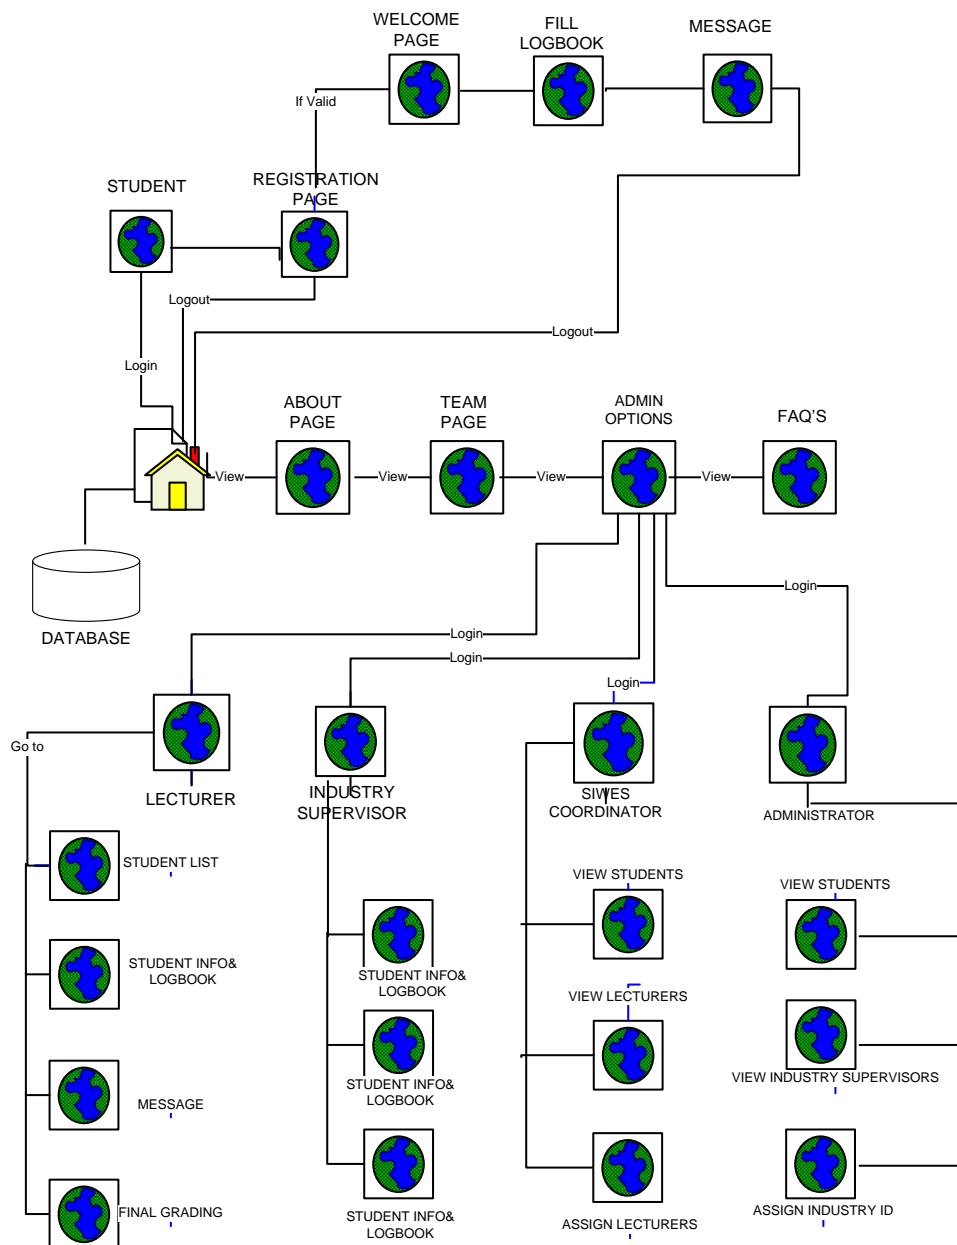 WELCOME
PAGE
FILL
LOGBOOK
MESSAGE
If Valid
STUDENT
REGISTRATION
PAGE
Logout
Logout
Login
ABOUT
PAGE
TEAM
PAGE
ADMIN
OPTIONS
FAQ'S
View
View
View
View
DATABASE
Login
Login
Login
Login
Go to
LECTURER
INDUSTRY
SUPERVISOR
SIWES
COORDINATOR
ADMINISTRATOR
STUDENT LIST
VIEW STUDENTS
VIEW STUDENTS
STUDENT INFO&
LOGBOOK
STUDENT INFO&
LOGBOOK
VIEW LECTURERS
VIEW INDUSTRY SUPERVISORS
MESSAGE
STUDENT INFO&
LOGBOOK
FINAL GRADING
STUDENT INFO&
LOGBOOK
ASSIGN LECTURERS
ASSIGN INDUSTRY ID